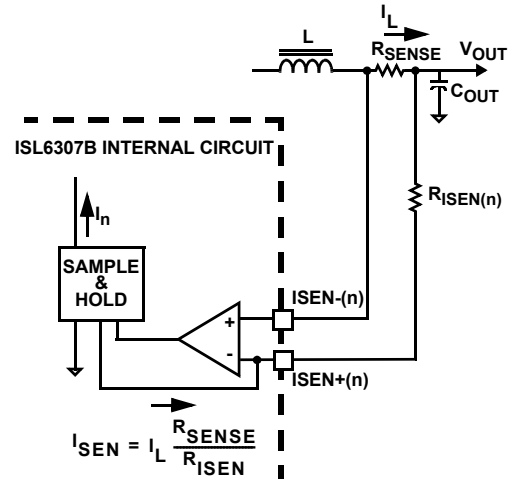 I_L
L
R_SENSE
V_OUT
C_OUT
ISL6307B INTERNAL CIRCUIT
R_ISEN(n)
I_n
SAMPLE
&
HOLD
ISEN-(n)
+
-
ISEN+(n)
I_SEN = I_L R_SENSE / R_ISEN